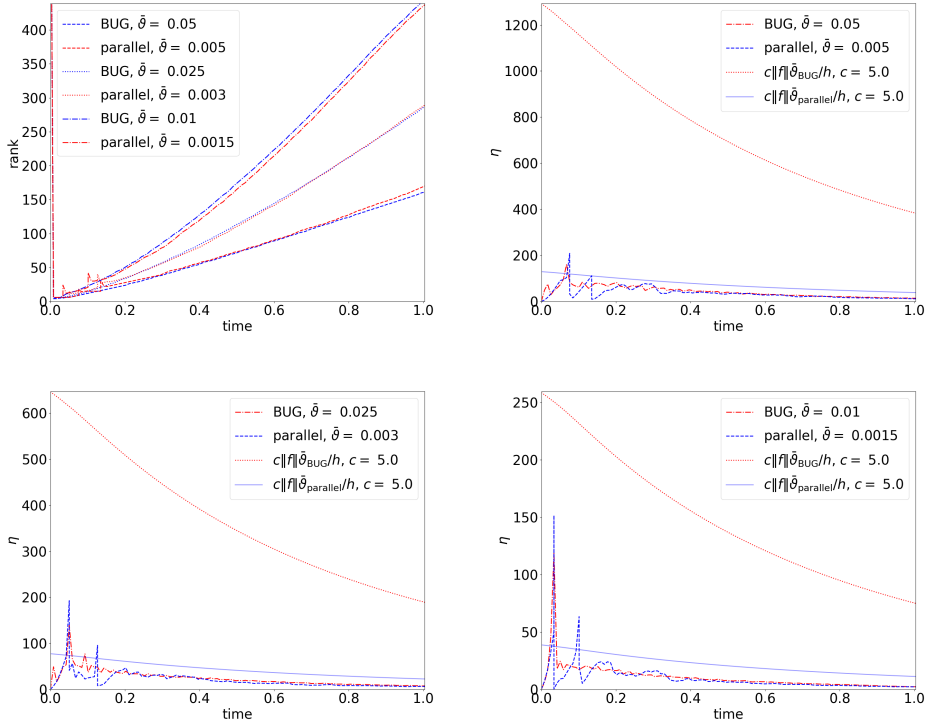 BUG, ϑ̄ = 0.05
parallel, ϑ̄ = 0.005
BUG, ϑ̄ = 0.025
parallel, ϑ̄ = 0.003
BUG, ϑ̄ = 0.01
parallel, ϑ̄ = 0.0015
400
350
300
250
200
150
100
50
0
rank
0.0 0.2 0.4 0.6 0.8 1.0
time
BUG, ϑ̄ = 0.05
parallel, ϑ̄ = 0.005
c‖f‖ϑ̄BUG/h, c = 5.0
c‖f‖ϑ̄parallel/h, c = 5.0
1200
1000
800
600
400
200
0
η
0.0 0.2 0.4 0.6 0.8 1.0
time
BUG, ϑ̄ = 0.025
parallel, ϑ̄ = 0.003
c‖f‖ϑ̄BUG/h, c = 5.0
c‖f‖ϑ̄parallel/h, c = 5.0
600
500
400
300
200
100
0
η
0.0 0.2 0.4 0.6 0.8 1.0
time
BUG, ϑ̄ = 0.01
parallel, ϑ̄ = 0.0015
c‖f‖ϑ̄BUG/h, c = 5.0
c‖f‖ϑ̄parallel/h, c = 5.0
250
200
150
100
50
0
η
0.0 0.2 0.4 0.6 0.8 1.0
time